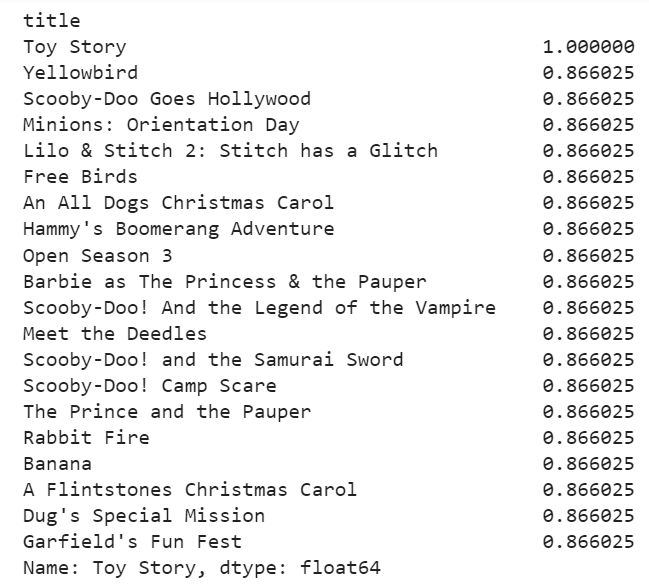 title
Toy Story 1.000000
Yellowbird 0.866025
Scooby-Doo Goes Hollywood 0.866025
Minions: Orientation Day 0.866025
Lilo & Stitch 2: Stitch has a Glitch 0.866025
Free Birds 0.866025
An All Dogs Christmas Carol 0.866025
Hammy's Boomerang Adventure 0.866025
Open Season 3 0.866025
Barbie as The Princess & the Pauper 0.866025
Scooby-Doo! And the Legend of the Vampire 0.866025
Meet the Deedles 0.866025
Scooby-Doo! and the Samurai Sword 0.866025
Scooby-Doo! Camp Scare 0.866025
The Prince and the Pauper 0.866025
Rabbit Fire 0.866025
Banana 0.866025
A Flintstones Christmas Carol 0.866025
Dug's Special Mission 0.866025
Garfield's Fun Fest 0.866025
Name: Toy Story, dtype: float64